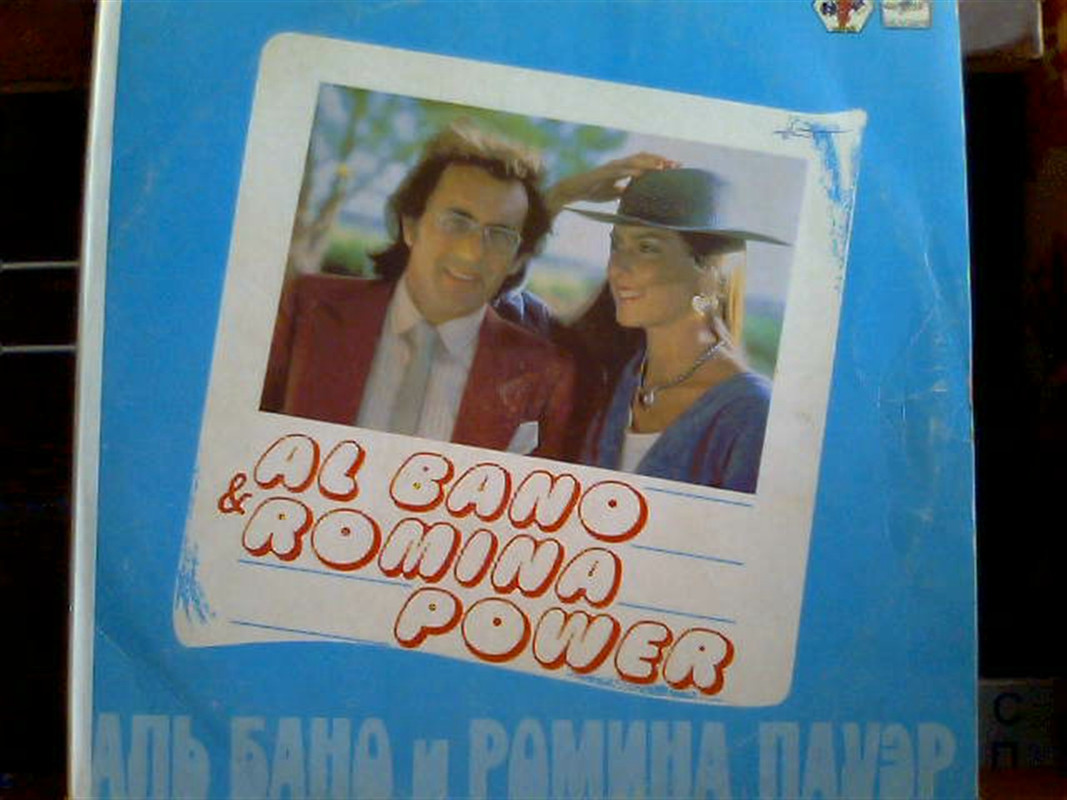 AL BANO
& ROMINA
POWER
АЛЬ БАНО и РОМИНА ПАУЭР
С
П